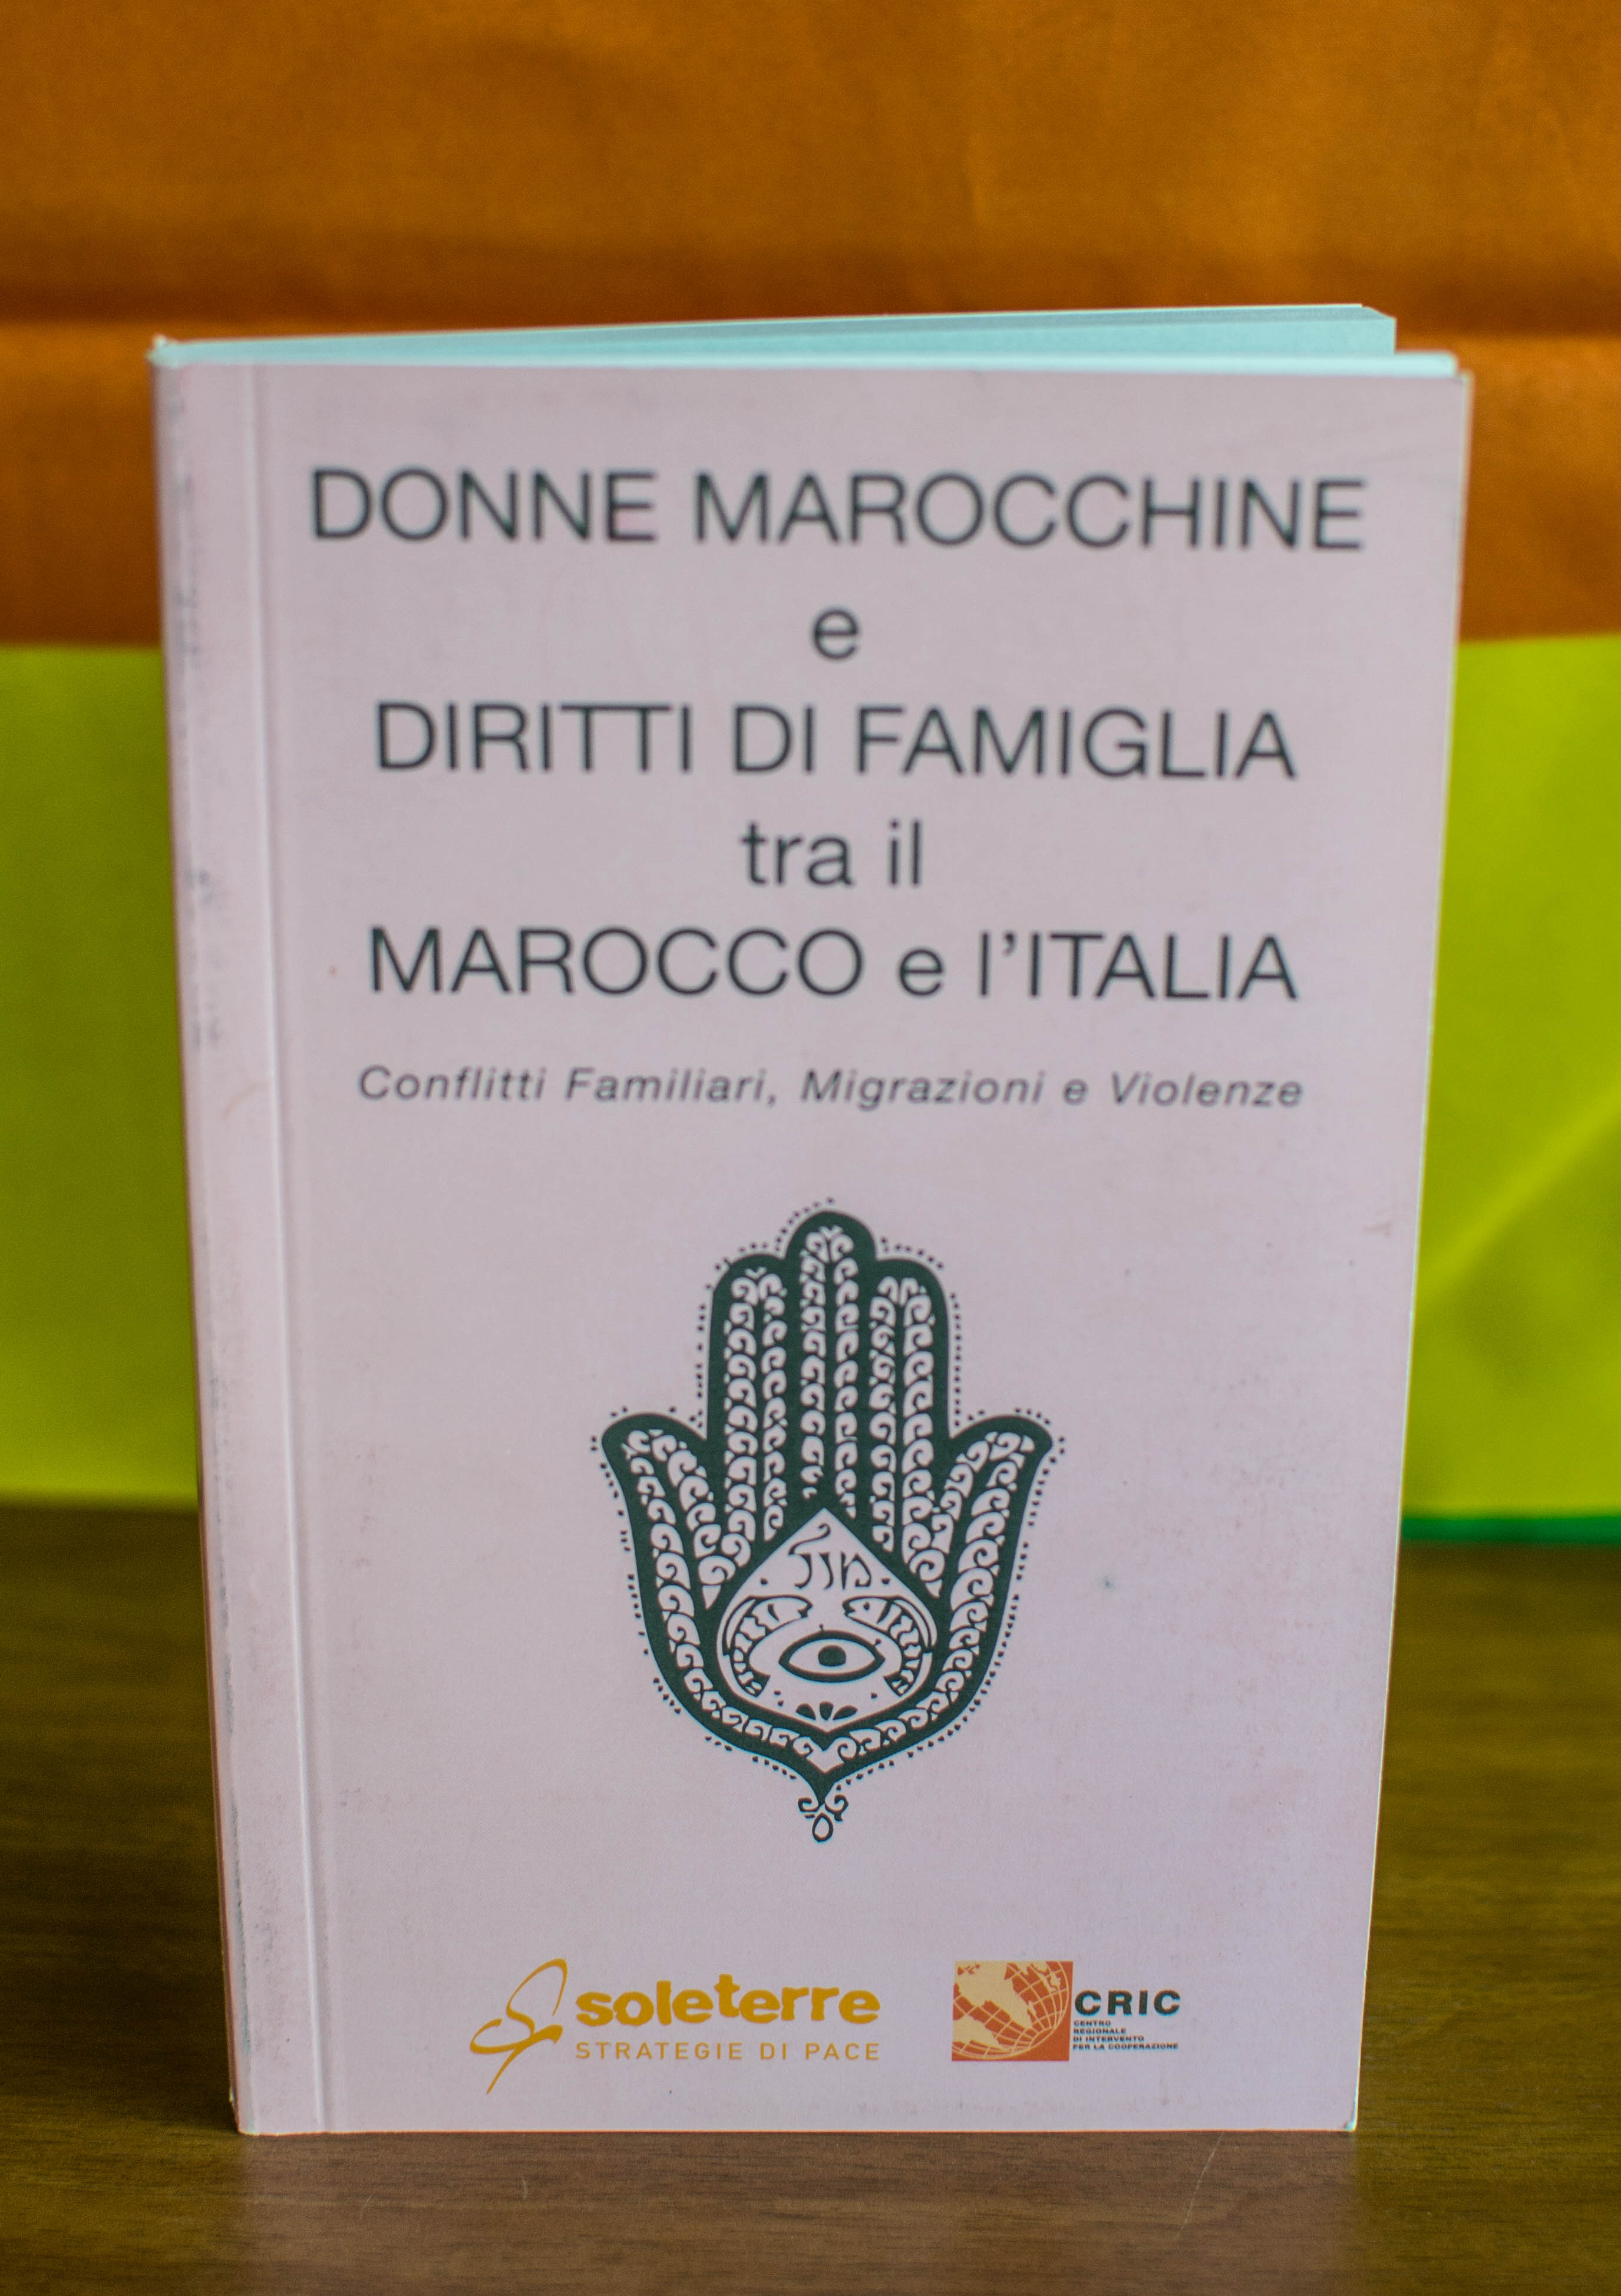 DONNE MAROCCHINE
e
DIRITTI DI FAMIGLIA
tra il
MAROCCO e l'ITALIA
Conflitti Familiari, Migrazioni e Violenze
soleterre
STRATEGIE DI PACE
CRIC
CENTRO
REGIONALE
DI INTERVENTO
PER LA COOPERAZIONE